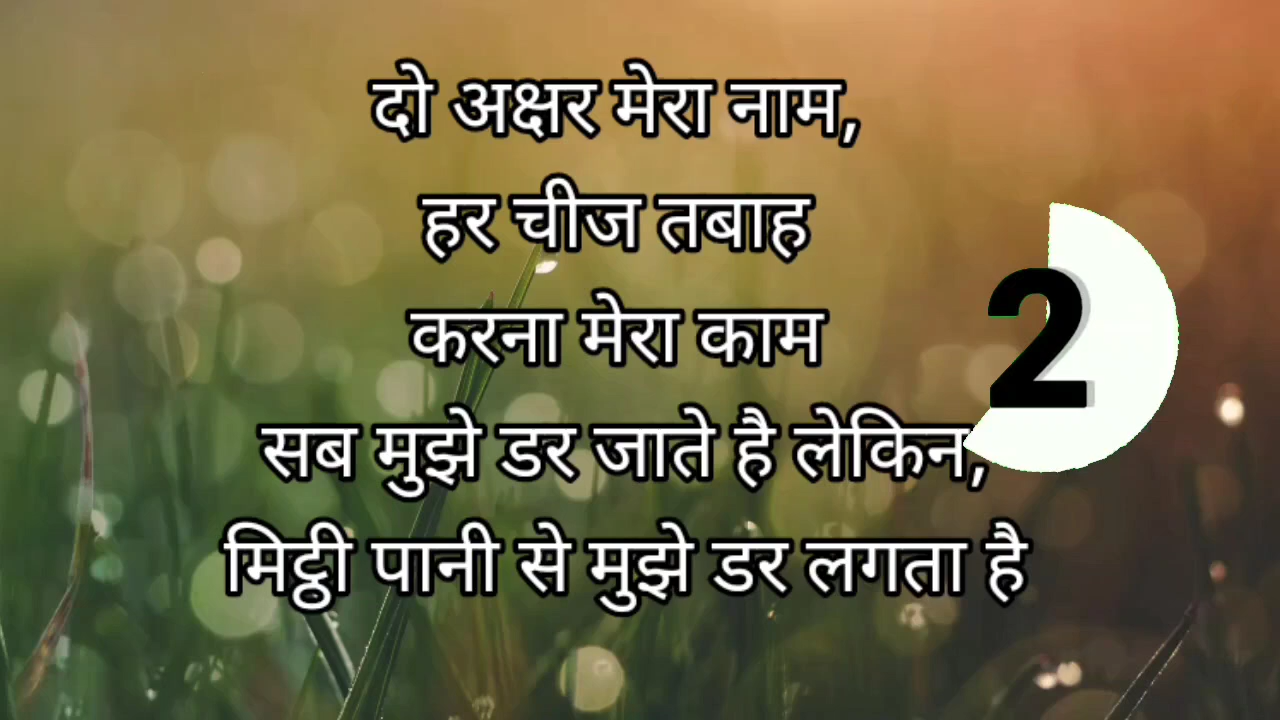 दो अक्षर मेरा नाम,
हर चीज तबाह
करना मेरा काम
सब मुझे डर जाते है लेकिन,
मिट्ठी पानी से मुझे डर लगता है
2